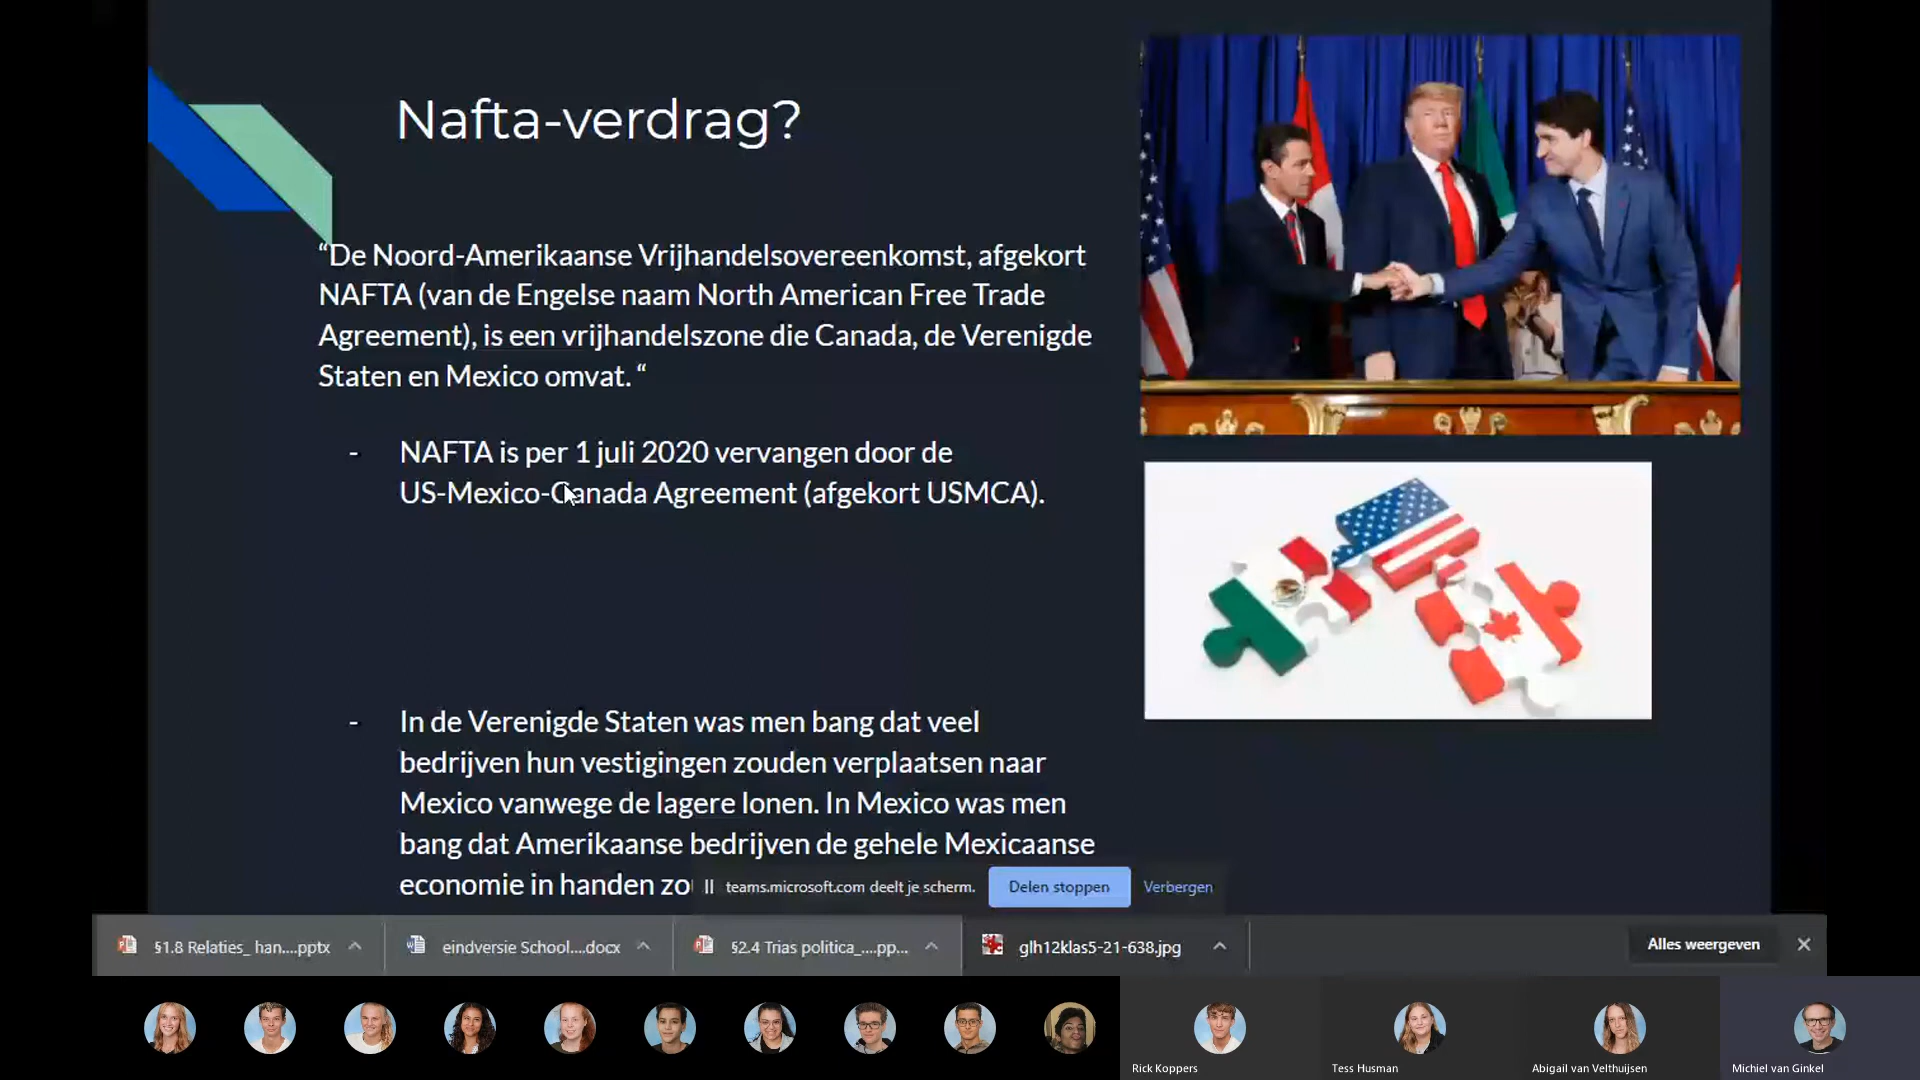 Nafta-verdrag?
“De Noord-Amerikaanse Vrijhandelsovereenkomst, afgekort
NAFTA (van de Engelse naam North American Free Trade
Agreement), is een vrijhandelszone die Canada, de Verenigde
Staten en Mexico omvat. “
- NAFTA is per 1 juli 2020 vervangen door de
US-Mexico-Canada Agreement (afgekort USMCA).
- In de Verenigde Staten was men bang dat veel
bedrijven hun vestigingen zouden verplaatsen naar
Mexico vanwege de lagere lonen. In Mexico was men
bang dat Amerikaanse bedrijven de gehele Mexicaanse
economie in handen zo
teams.microsoft.com deelt je scherm.
Delen stoppen
Verbergen
§1.8 Relaties_ han....pptx
eindversie School....docx
§2.4 Trias politica_....pp...
glh12klas5-21-638.jpg
Alles weergeven
Rick Koppers
Tess Husman
Abigail van Velthuijsen
Michiel van Ginkel